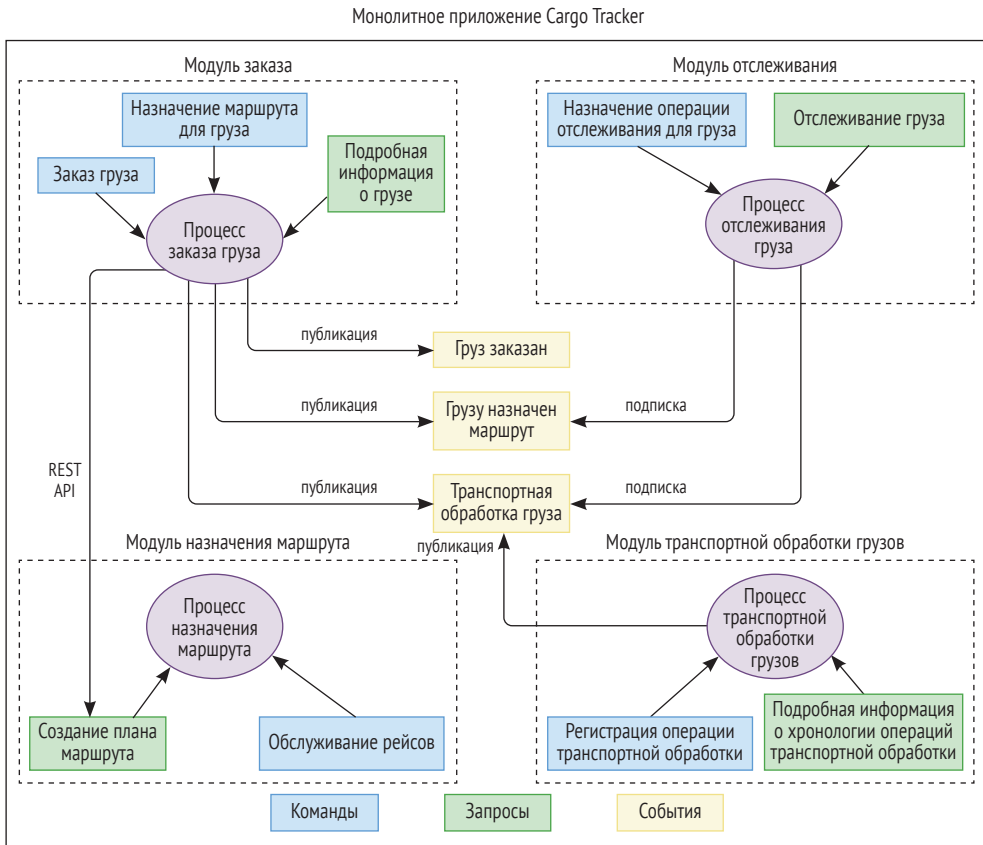 Монолитное приложение Cargo Tracker
Модуль заказа
Назначение маршрута
для груза
Заказ груза
Подробная
информация
о грузе
Процесс
заказа груза
Модуль отслеживания
Назначение операции
отслеживания для груза
Отслеживание груза
Процесс
отслеживания
груза
публикация
Груз заказан
публикация
Грузу назначен
маршрут
подписка
REST
API
публикация
Транспортная
обработка груза
подписка
публикация
Модуль назначения маршрута
Процесс
назначения
маршрута
Создание плана
маршрута
Обслуживание рейсов
Модуль транспортной обработки грузов
Процесс
транспортной
обработки
грузов
Регистрация операции
транспортной обработки
Подробная информация
о хронологии операций
транспортной обработки
Команды
Запросы
События